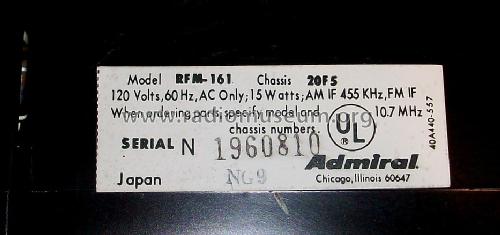 Model RFM-161 Chassis 20F5
120 Volts, 60 Hz, AC Only; 15 Watts; AM IF 455 KHz, FM IF
When ordering parts, specify model and 10.7 MHz
chassis numbers.
www.radiomuseum.org
UL
®
SERIAL N 1960810
Admiral
Japan NG9 Chicago, Illinois 60647
40A440-557